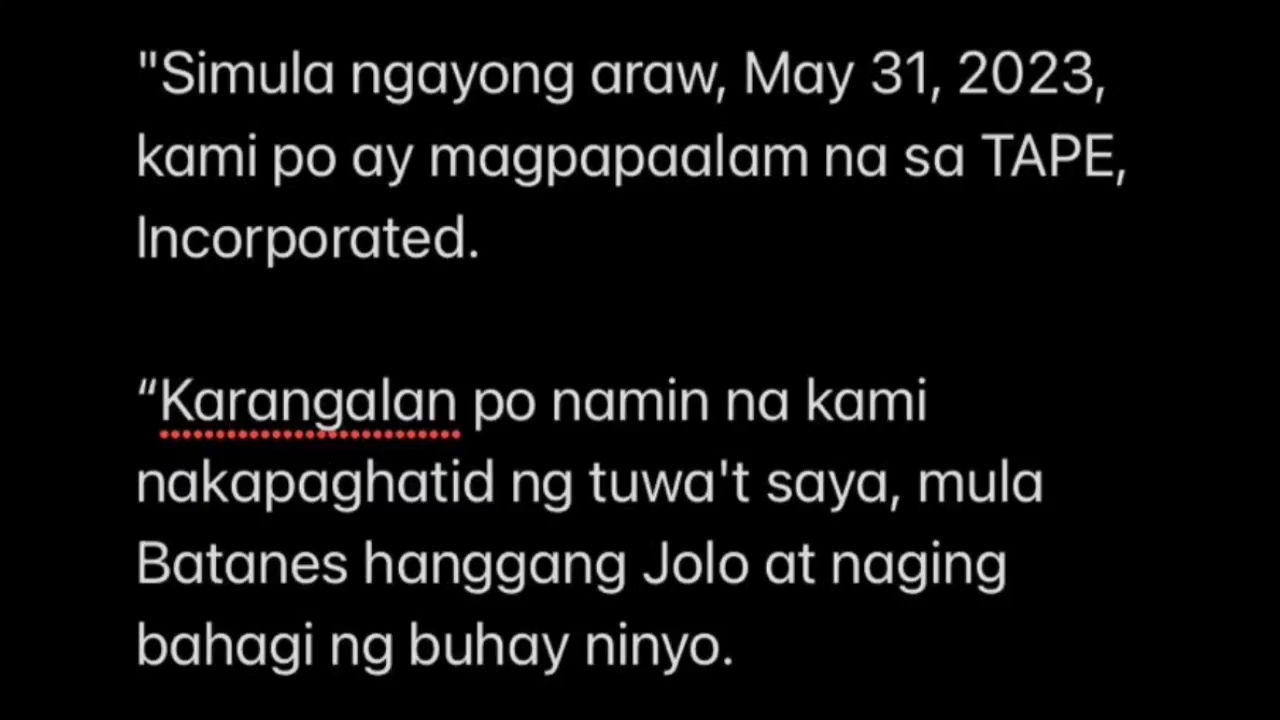 "Simula ngayong araw, May 31, 2023,
kami po ay magpapaalam na sa TAPE,
Incorporated.
“Karangalan po namin na kami
nakapaghatid ng tuwa't saya, mula
Batanes hanggang Jolo at naging
bahagi ng buhay ninyo.